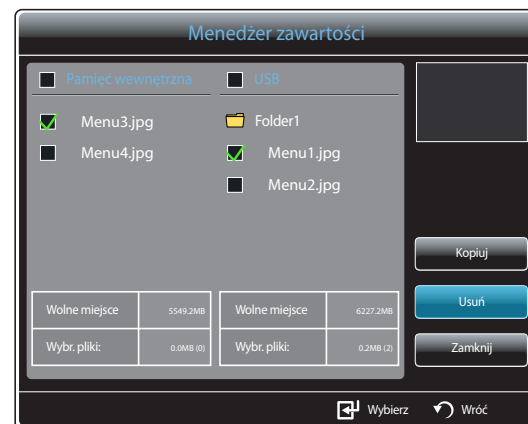 Menedżer zawartości
Pamięć wewnętrzna
USB
Menu3.jpg
Folder1
Menu4.jpg
Menu1.jpg
Menu2.jpg
Kopiuj
Usuń
Zamknij
Wolne miejsce 5549.2MB
Wybr. pliki: 0.0MB (0)
Wolne miejsce 6227.2MB
Wybr. pliki: 0.2MB (2)
Wybierz
Wróć